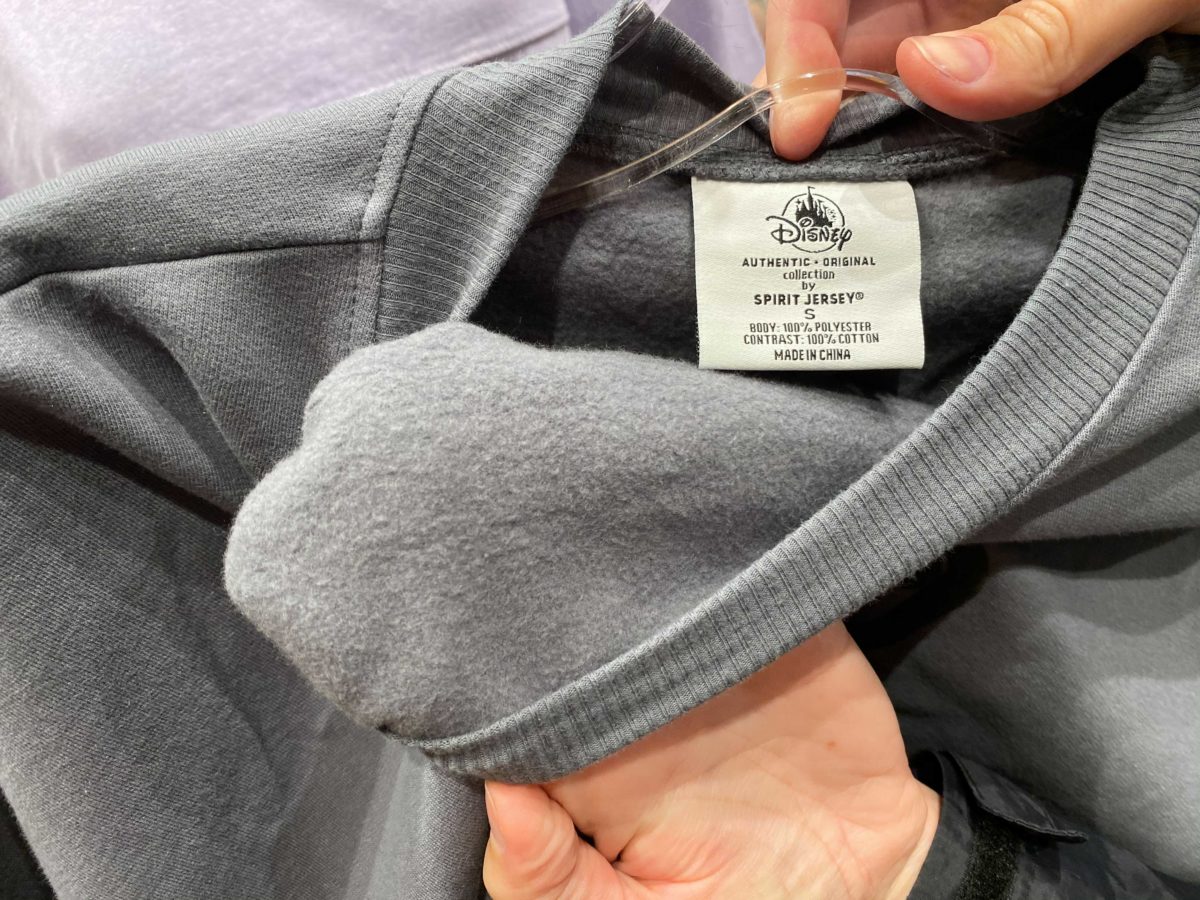 Disney
AUTHENTIC • ORIGINAL
collection
by
SPIRIT JERSEY®
S
BODY: 100% POLYESTER
CONTRAST: 100% COTTON
MADE IN CHINA